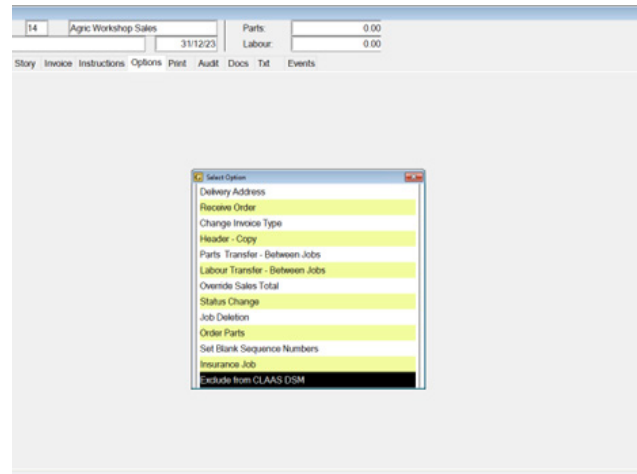 14 Agric Workshop Sales Parts: 0.00
31/12/23 Labour: 0.00
Story Invoice Instructions Options Print Audit Docs Txt Events
Select Option
Delivery Address
Receive Order
Change Invoice Type
Header - Copy
Parts Transfer - Between Jobs
Labour Transfer - Between Jobs
Override Sales Total
Status Change
Job Deletion
Order Parts
Set Blank Sequence Numbers
Insurance Job
Exclude from CLAAS DSM